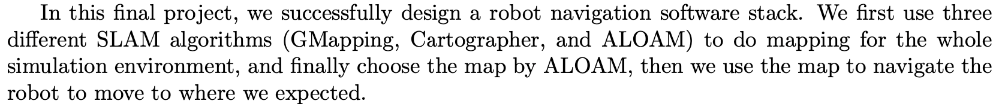 In this final project, we successfully design a robot navigation software stack. We first use three
different SLAM algorithms (GMapping, Cartographer, and ALOAM) to do mapping for the whole
simulation environment, and finally choose the map by ALOAM, then we use the map to navigate the
robot to move to where we expected.